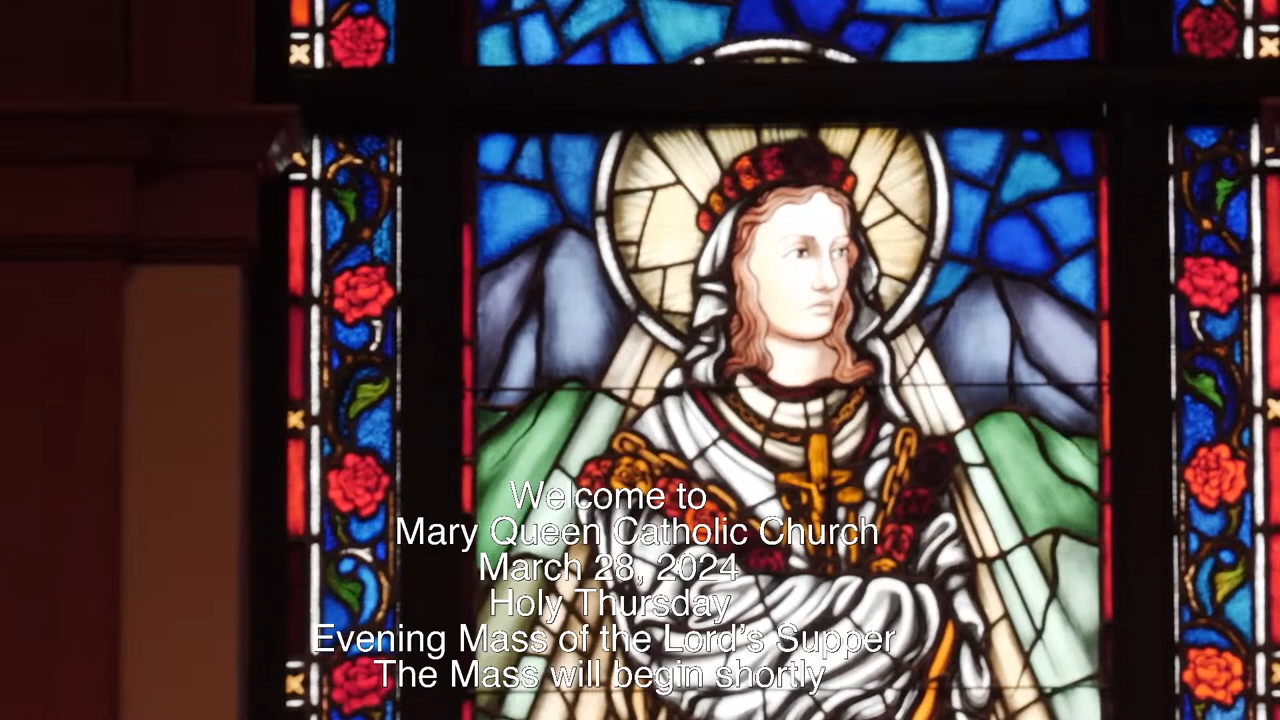 Welcome to
Mary Queen Catholic Church
March 28, 2024
Holy Thursday
Evening Mass of the Lord's Supper
The Mass will begin shortly